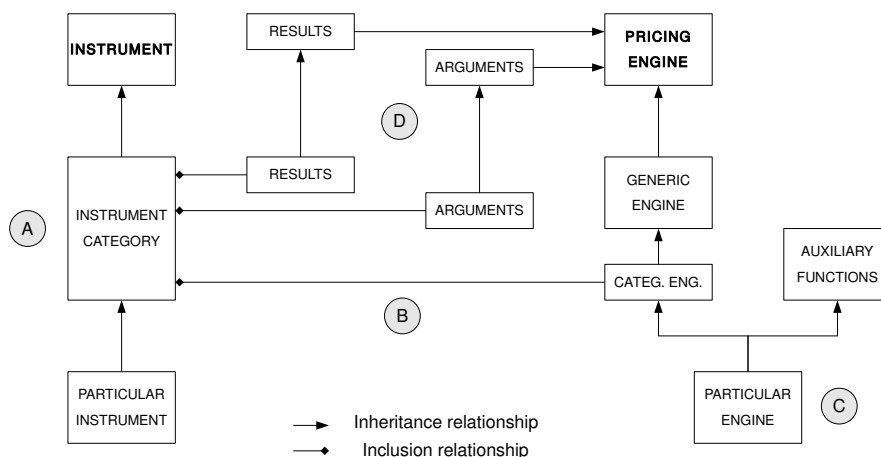 RESULTS
INSTRUMENT
PRICING
ENGINE
ARGUMENTS
D
RESULTS
GENERIC
ENGINE
INSTRUMENT
CATEGORY
ARGUMENTS
A
AUXILIARY
FUNCTIONS
CATEG. ENG.
B
PARTICULAR
INSTRUMENT
PARTICULAR
ENGINE
C
Inheritance relationship
Inclusion relationship